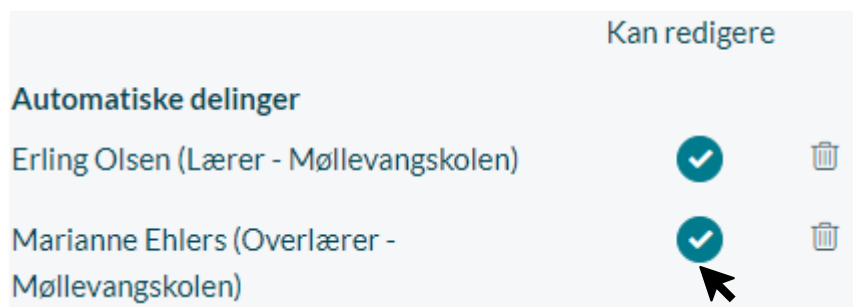 Kan redigere
Automatiske delinger
Erling Olsen (Lærer - Møllevangskolen)
Marianne Ehlers (Overlærer -
Møllevangskolen)